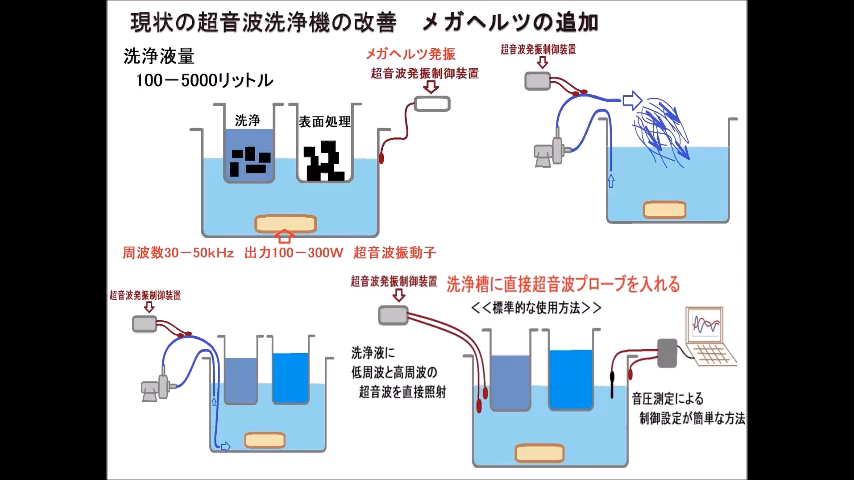 現状の超音波洗浄機の改善 メガヘルツの追加
洗浄液量
100－5000リットル
メガヘルツ発振
超音波発振制御装置
洗浄
表面処理
周波数30－50kHz 出力100－300W 超音波振動子
超音波発振制御装置
超音波発振制御装置
超音波発振制御装置
洗浄槽に直接超音波プローブを入れる
<<標準的な使用方法>>
洗浄液に
低周波と高周波の
超音波を直接照射
音圧測定による
制御設定が簡単な方法